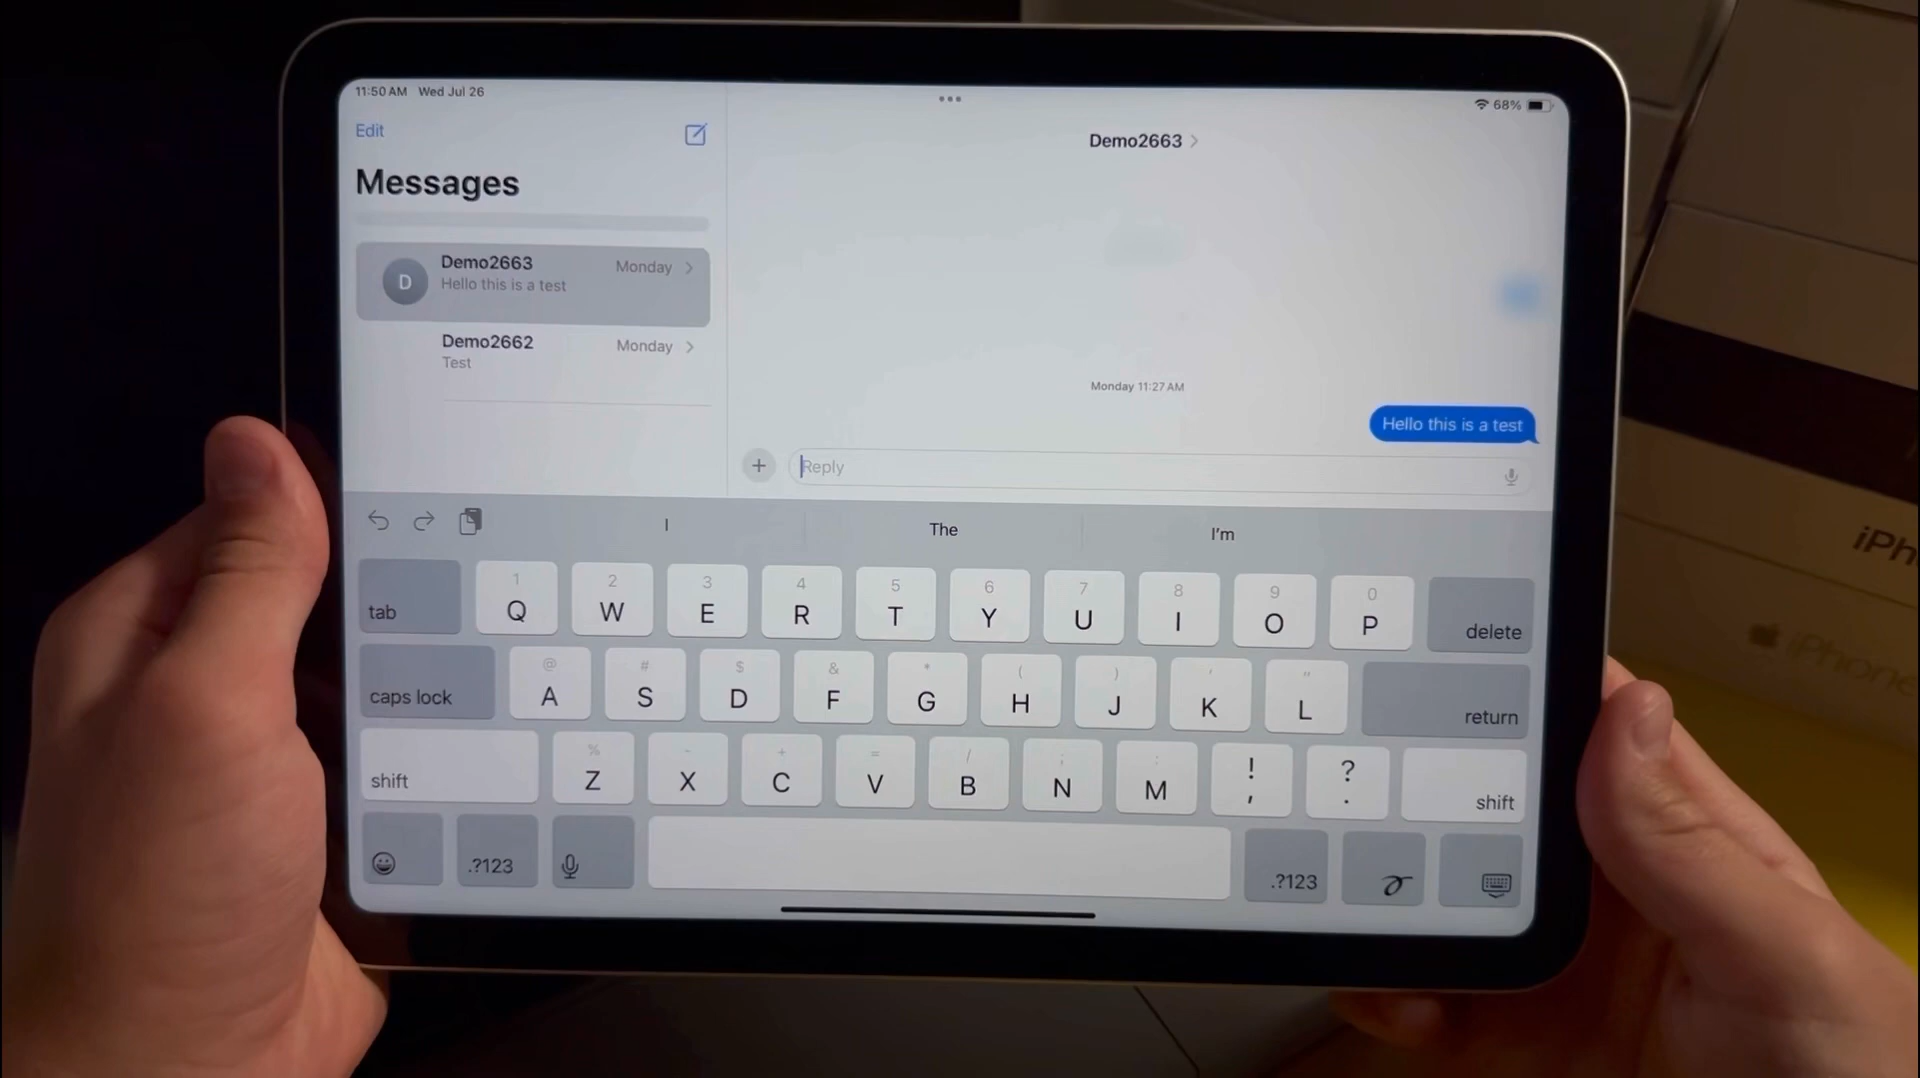 11:50 AM Wed Jul 26
68%
Edit
Messages
Demo2663
Monday
Hello this is a test
Demo2662
Monday
Test
Demo2663
Monday 11:27 AM
Hello this is a test
Reply
I
The
I'm
tab
1 2 3 4 5 6 7 8 9 0
Q W E R T Y U I O P
delete
caps lock
@ # $ & * ( ) ' "
A S D F G H J K L
return
shift
% - + = / ; : ! ?
Z X C V B N M , .
shift
.?123
.?123
iPh
iPhone